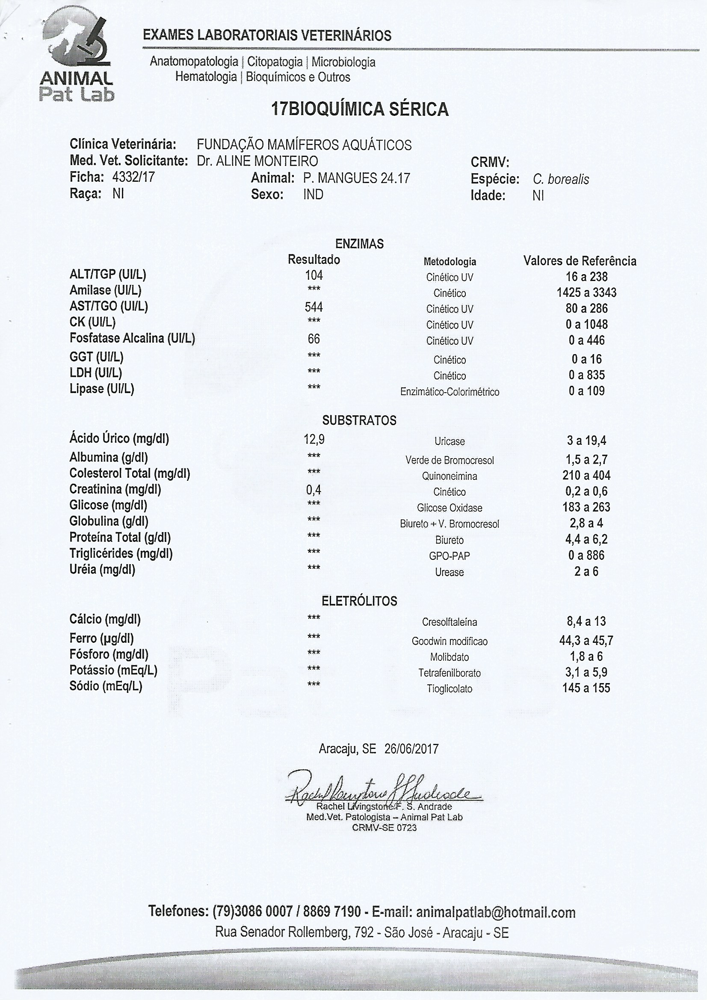 ANIMAL
Pat Lab
EXAMES LABORATORIAIS VETERINÁRIOS
Anatomopatologia | Citopatogia | Microbiologia
Hematologia | Bioquímicos e Outros
17BIOQUÍMICA SÉRICA
Clínica Veterinária: FUNDAÇÃO MAMÍFEROS AQUÁTICOS
Med. Vet. Solicitante: Dr. ALINE MONTEIRO CRMV:
Ficha: 4332/17 Animal: P. MANGUES 24.17 Espécie: C. borealis
Raça: NI Sexo: IND Idade: NI
ENZIMAS
Resultado Metodologia Valores de Referência
ALT/TGP (UI/L) 104 Cinético UV 16 a 238
Amilase (UI/L) *** Cinético 1425 a 3343
AST/TGO (UI/L) 544 Cinético UV 80 a 286
CK (UI/L) *** Cinético UV 0 a 1048
Fosfatase Alcalina (UI/L) 66 Cinético UV 0 a 446
GGT (UI/L) *** Cinético 0 a 16
LDH (UI/L) *** Cinético 0 a 835
Lipase (UI/L) *** Enzimático-Colorimétrico 0 a 109
SUBSTRATOS
Ácido Úrico (mg/dl) 12,9 Uricase 3 a 19,4
Albumina (g/dl) *** Verde de Bromocresol 1,5 a 2,7
Colesterol Total (mg/dl) *** Quinoneimina 210 a 404
Creatinina (mg/dl) 0,4 Cinético 0,2 a 0,6
Glicose (mg/dl) *** Glicose Oxidase 183 a 263
Globulina (g/dl) *** Biureto + V. Bromocresol 2,8 a 4
Proteína Total (g/dl) *** Biureto 4,4 a 6,2
Triglicérides (mg/dl) *** GPO-PAP 0 a 886
Uréia (mg/dl) *** Urease 2 a 6
ELETRÓLITOS
Cálcio (mg/dl) *** Cresolftaleína 8,4 a 13
Ferro (µg/dl) *** Goodwin modificao 44,3 a 45,7
Fósforo (mg/dl) *** Molibdato 1,8 a 6
Potássio (mEq/L) *** Tetrafenilborato 3,1 a 5,9
Sódio (mEq/L) *** Tioglicolato 145 a 155
Aracaju, SE 26/06/2017
Rachel Livingstone F. S. Andrade
Med.Vet. Patologista – Animal Pat Lab
CRMV-SE 0723
Telefones: (79)3086 0007 / 8869 7190 - E-mail: animalpatlab@hotmail.com
Rua Senador Rollemberg, 792 - São José - Aracaju - SE